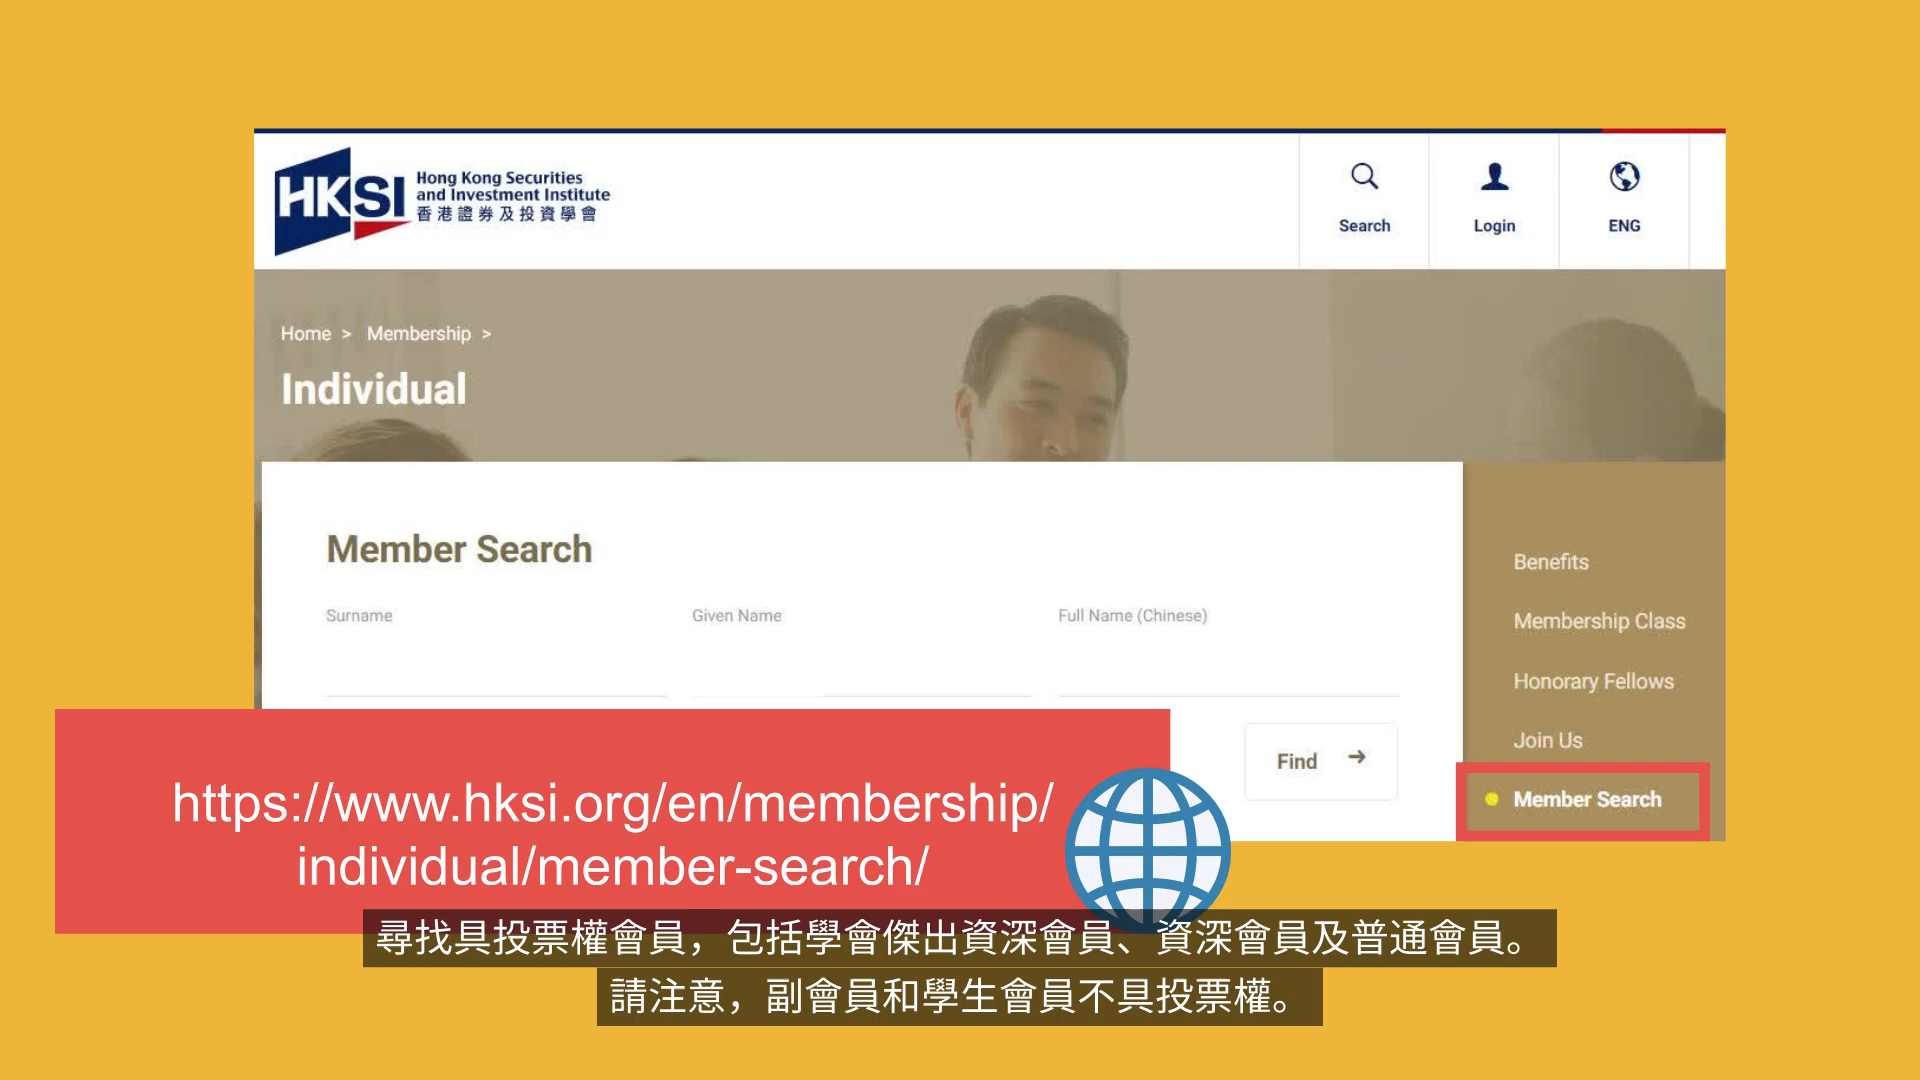 HKSI
Hong Kong Securities
and Investment Institute
香港證券及投資學會
Search
Login
ENG
Home > Membership >
Individual
Member Search
Surname
Given Name
Full Name (Chinese)
Find →
Benefits
Membership Class
Honorary Fellows
Join Us
Member Search
https://www.hksi.org/en/membership/
individual/member-search/
尋找具投票權會員，包括學會傑出資深會員、資深會員及普通會員。
請注意，副會員和學生會員不具投票權。